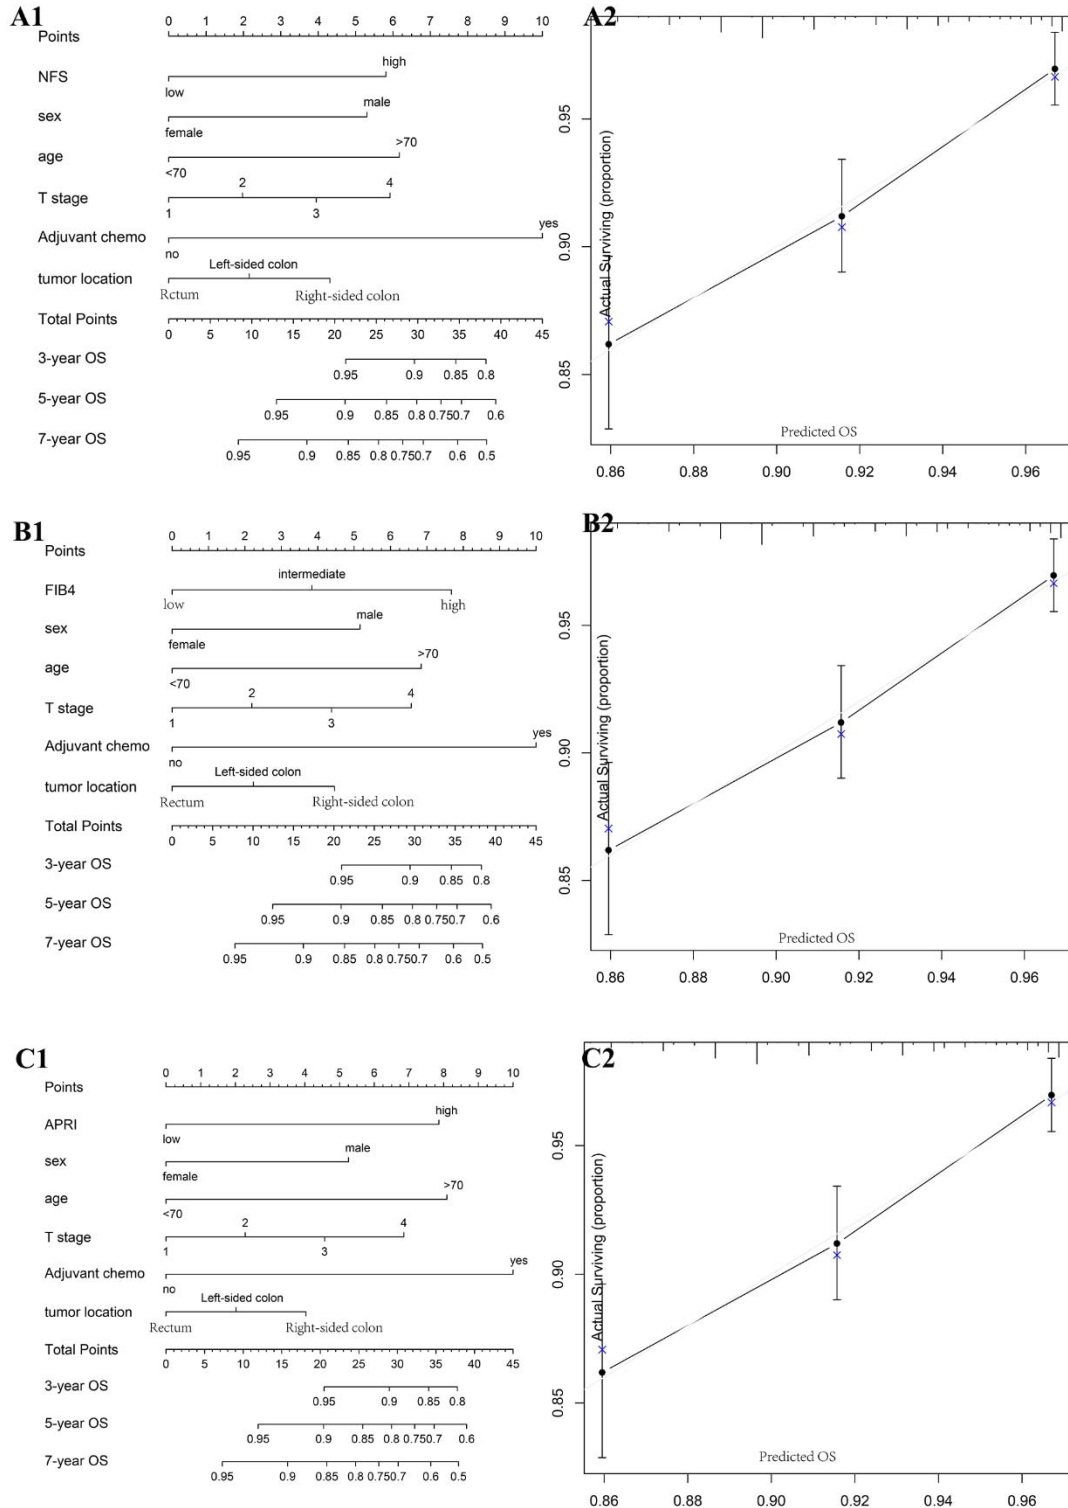 A1
Points
0 1 2 3 4 5 6 7 8 9 10
NFS
high
low
sex
male
female
age
>70
<70
T stage
2 4
1 3
Adjuvant chemo
yes
no
tumor location
Left-sided colon
Rctum Right-sided colon
Total Points
0 5 10 15 20 25 30 35 40 45
3-year OS
0.95 0.9 0.85 0.8
5-year OS
0.95 0.9 0.85 0.8 0.75 0.7 0.6
7-year OS
0.95 0.9 0.85 0.8 0.75 0.7 0.6 0.5
A2
Actual Surviving (proportion)
0.95
0.90
0.85
Predicted OS
0.86 0.88 0.90 0.92 0.94 0.96
B1
Points
0 1 2 3 4 5 6 7 8 9 10
FIB4
intermediate
low high
sex
male
female
age
>70
<70
T stage
2 4
1 3
Adjuvant chemo
yes
no
tumor location
Left-sided colon
Rectum Right-sided colon
Total Points
0 5 10 15 20 25 30 35 40 45
3-year OS
0.95 0.9 0.85 0.8
5-year OS
0.95 0.9 0.85 0.8 0.75 0.7 0.6
7-year OS
0.95 0.9 0.85 0.8 0.75 0.7 0.6 0.5
B2
Actual Surviving (proportion)
0.95
0.90
0.85
Predicted OS
0.86 0.88 0.90 0.92 0.94 0.96
C1
Points
0 1 2 3 4 5 6 7 8 9 10
APRI
high
low
sex
male
female
age
>70
<70
T stage
2 4
1 3
Adjuvant chemo
yes
no
tumor location
Left-sided colon
Rectum Right-sided colon
Total Points
0 5 10 15 20 25 30 35 40 45
3-year OS
0.95 0.9 0.85 0.8
5-year OS
0.95 0.9 0.85 0.8 0.75 0.7 0.6
7-year OS
0.95 0.9 0.85 0.8 0.75 0.7 0.6 0.5
C2
Actual Surviving (proportion)
0.95
0.90
0.85
Predicted OS
0.86 0.88 0.90 0.92 0.94 0.96